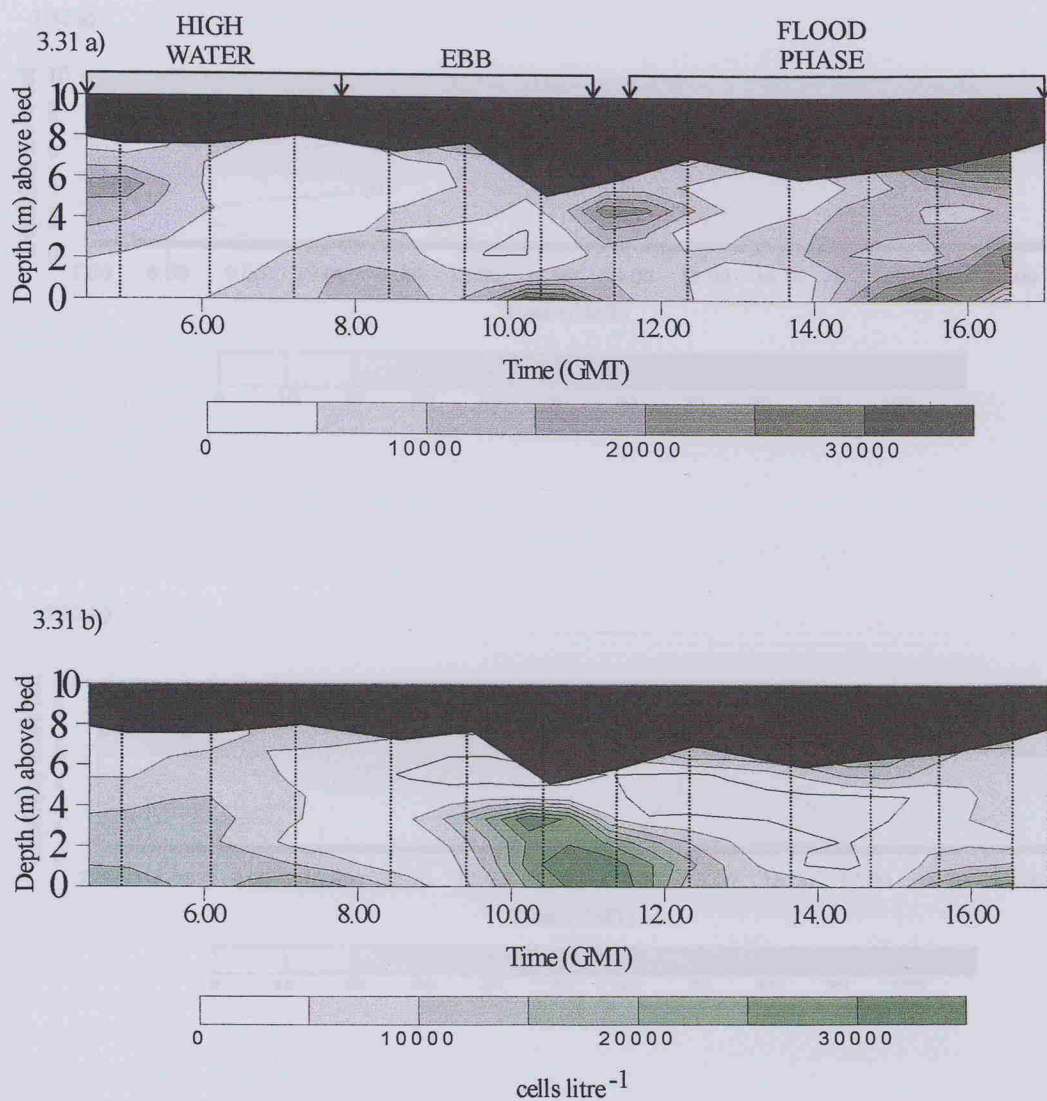 3.31 a)
HIGH WATER
EBB
FLOOD PHASE
Depth (m) above bed
10
8
6
4
2
0
6.00 8.00 10.00 12.00 14.00 16.00
Time (GMT)
0 10000 20000 30000
3.31 b)
Depth (m) above bed
10
8
6
4
2
0
6.00 8.00 10.00 12.00 14.00 16.00
Time (GMT)
0 10000 20000 30000
cells litre-1